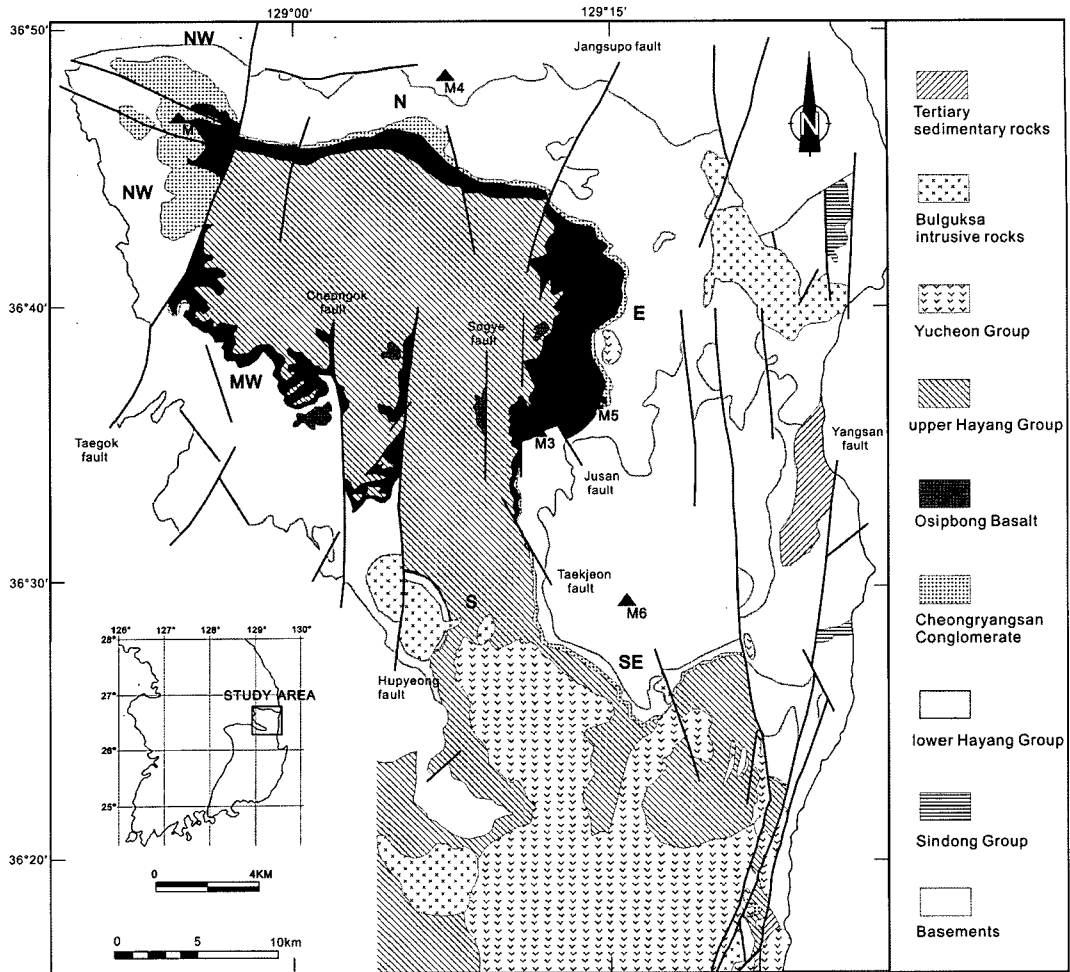 129°00'
129°15'
36°50'
NW
Jangsupo fault
M4
N
N
M
NW
36°40'
Cheongok
fault
Sogye
fault
E
MW
M5
M3
Taegok
fault
Jusan
fault
Yangsan
fault
36°30'
Taekjeon
fault
S
M6
SE
Hupyeong
fault
126° 127° 128° 129° 130°
28°
27°
STUDY AREA
26°
25°
36°20'
0 4KM
0 5 10km
Tertiary
sedimentary rocks
Bulguksa
intrusive rocks
Yucheon Group
upper Hayang Group
Osipbong Basalt
Cheongryangsan
Conglomerate
lower Hayang Group
Sindong Group
Basements